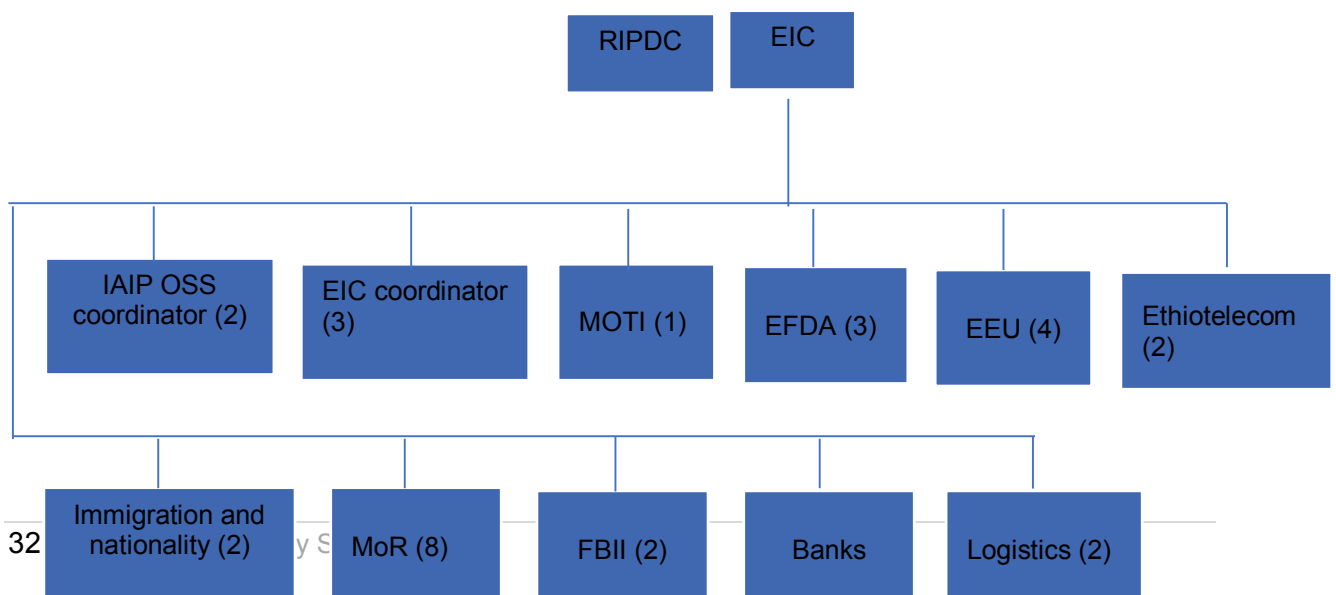 RIPDC
EIC
IAIP OSS
coordinator (2)
EIC coordinator
(3)
MOTI (1)
EFDA (3)
EEU (4)
Ethiotelecom
(2)
Immigration and
nationality (2)
MoR (8)
FBII (2)
Banks
Logistics (2)
32
y S